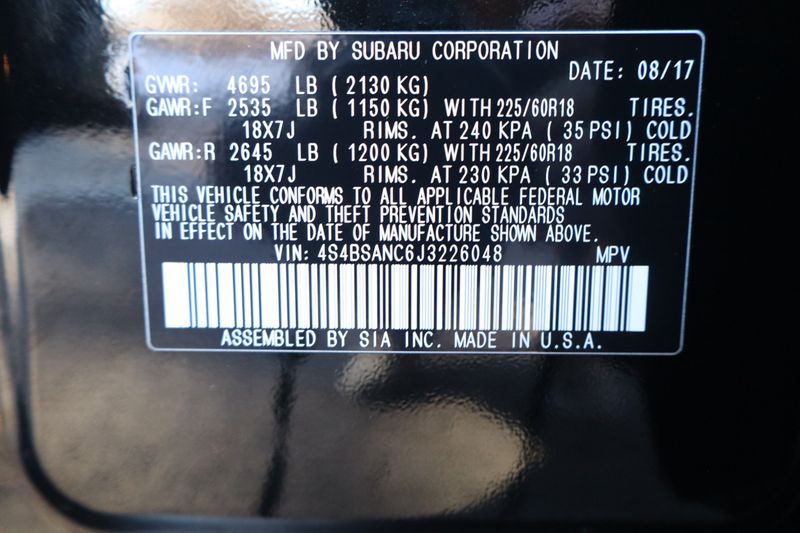 MFD BY SUBARU CORPORATION
DATE: 08/17
GVWR: 4695 LB ( 2130 KG)
GAWR:F 2535 LB ( 1150 KG) WITH 225/60R18 TIRES.
18X7J RIMS. AT 240 KPA ( 35 PSI) COLD
GAWR:R 2645 LB ( 1200 KG) WITH 225/60R18 TIRES.
18X7J RIMS. AT 230 KPA ( 33 PSI) COLD
THIS VEHICLE CONFORMS TO ALL APPLICABLE FEDERAL MOTOR
VEHICLE SAFETY AND THEFT PREVENTION STANDARDS
IN EFFECT ON THE DATE OF MANUFACTURE SHOWN ABOVE.
VIN: 4S4BSANC6J3226048 MPV
ASSEMBLED BY SIA INC. MADE IN U.S.A.